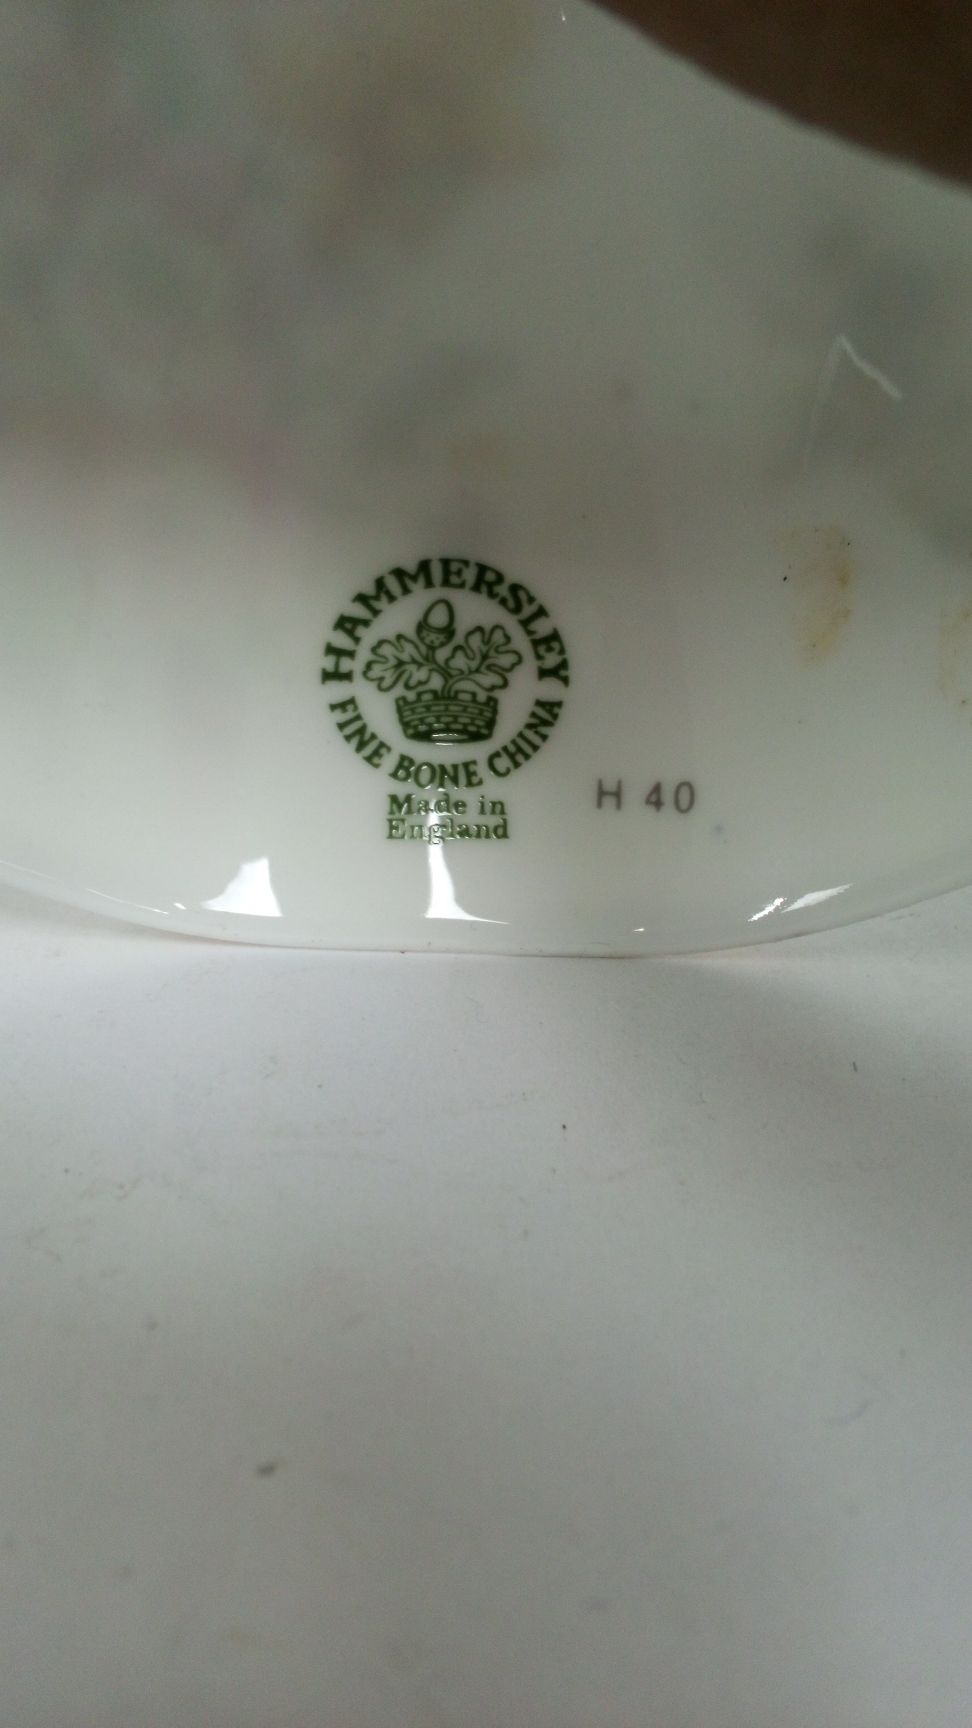 HAMMERSLEY
FINE BONE CHINA
Made in
England
H 40